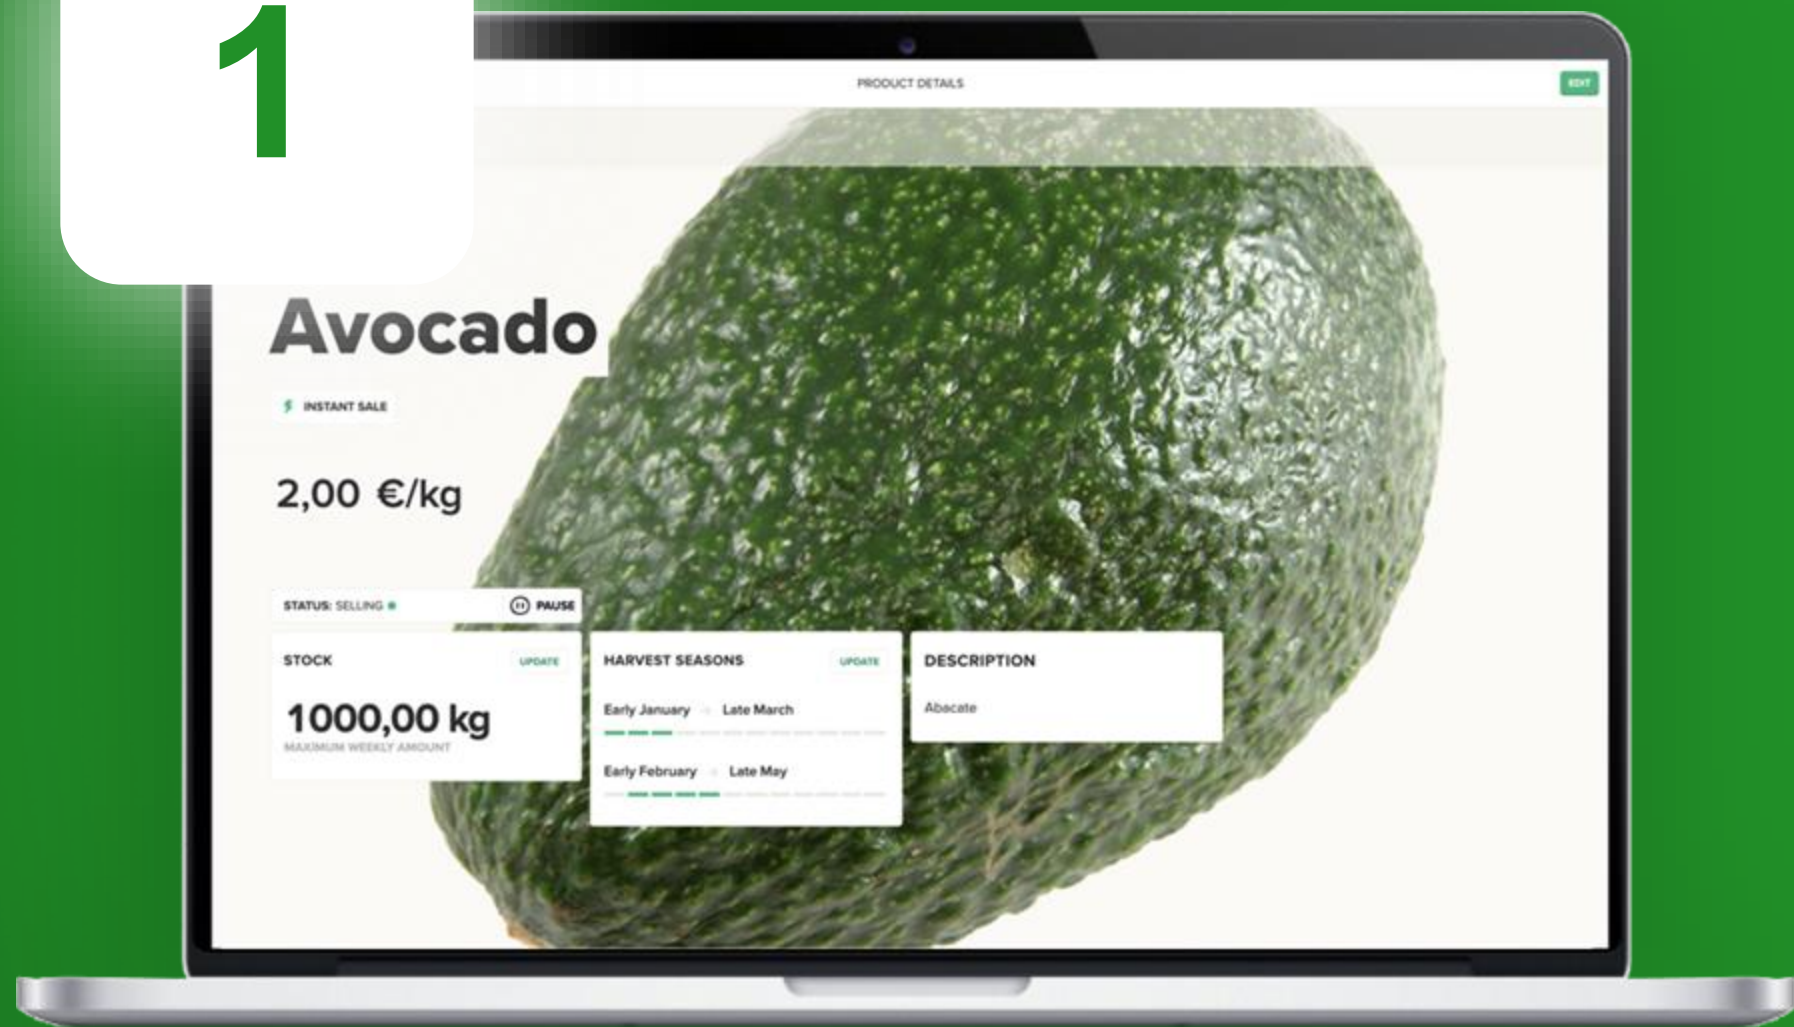 1
PRODUCT DETAILS
EDIT
Avocado
INSTANT SALE
2,00 €/kg
STATUS: SELLING
PAUSE
STOCK
UPDATE
1000,00 kg
MAXIMUM WEEKLY AMOUNT
HARVEST SEASONS
UPDATE
Early January
Late March
Early February
Late May
DESCRIPTION
Abacate